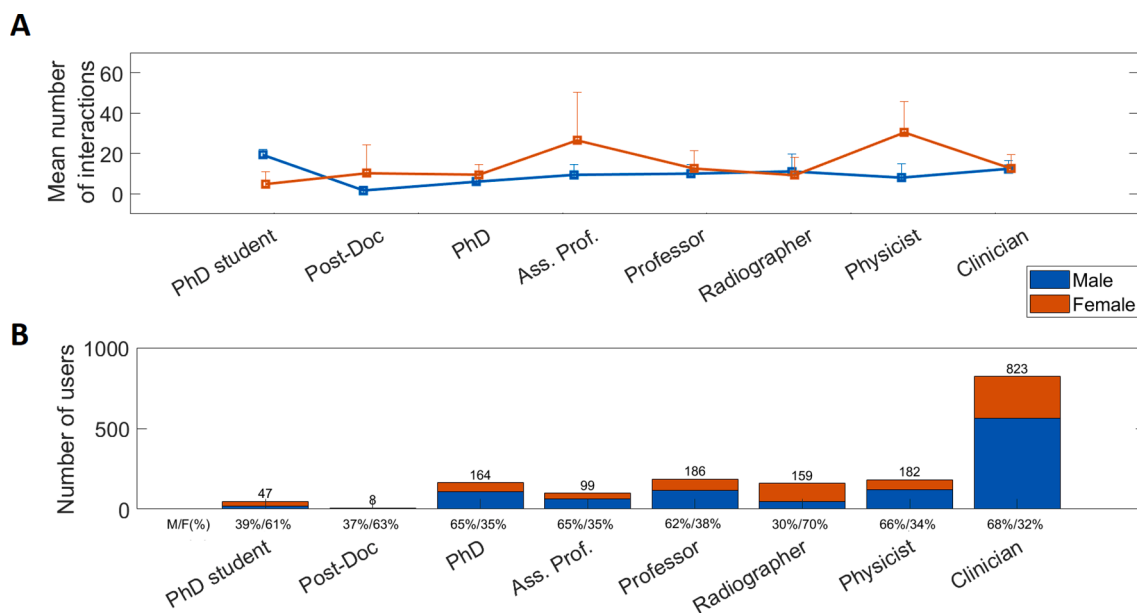 A
Mean number
of interactions
60
40
20
0
PhD student
Post-Doc
PhD
Ass. Prof.
Professor
Radiographer
Physicist
Clinician
Male
Female
B
Number of users
1000
500
0
47
8
164
99
186
159
182
823
M/F(%)
39%/61%
37%/63%
65%/35%
65%/35%
62%/38%
30%/70%
66%/34%
68%/32%
PhD student
Post-Doc
PhD
Ass. Prof.
Professor
Radiographer
Physicist
Clinician